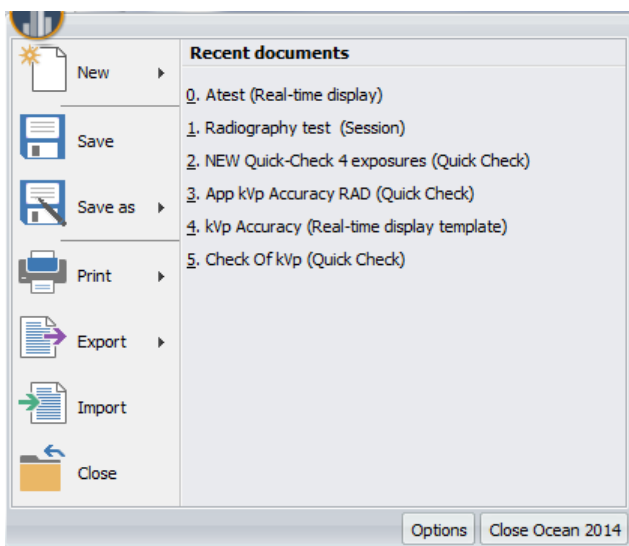 New
Save
Save as
Print
Export
Import
Close
Recent documents
0. Atest (Real-time display)
1. Radiography test (Session)
2. NEW Quick-Check 4 exposures (Quick Check)
3. App kVp Accuracy RAD (Quick Check)
4. kVp Accuracy (Real-time display template)
5. Check Of kVp (Quick Check)
Options
Close Ocean 2014